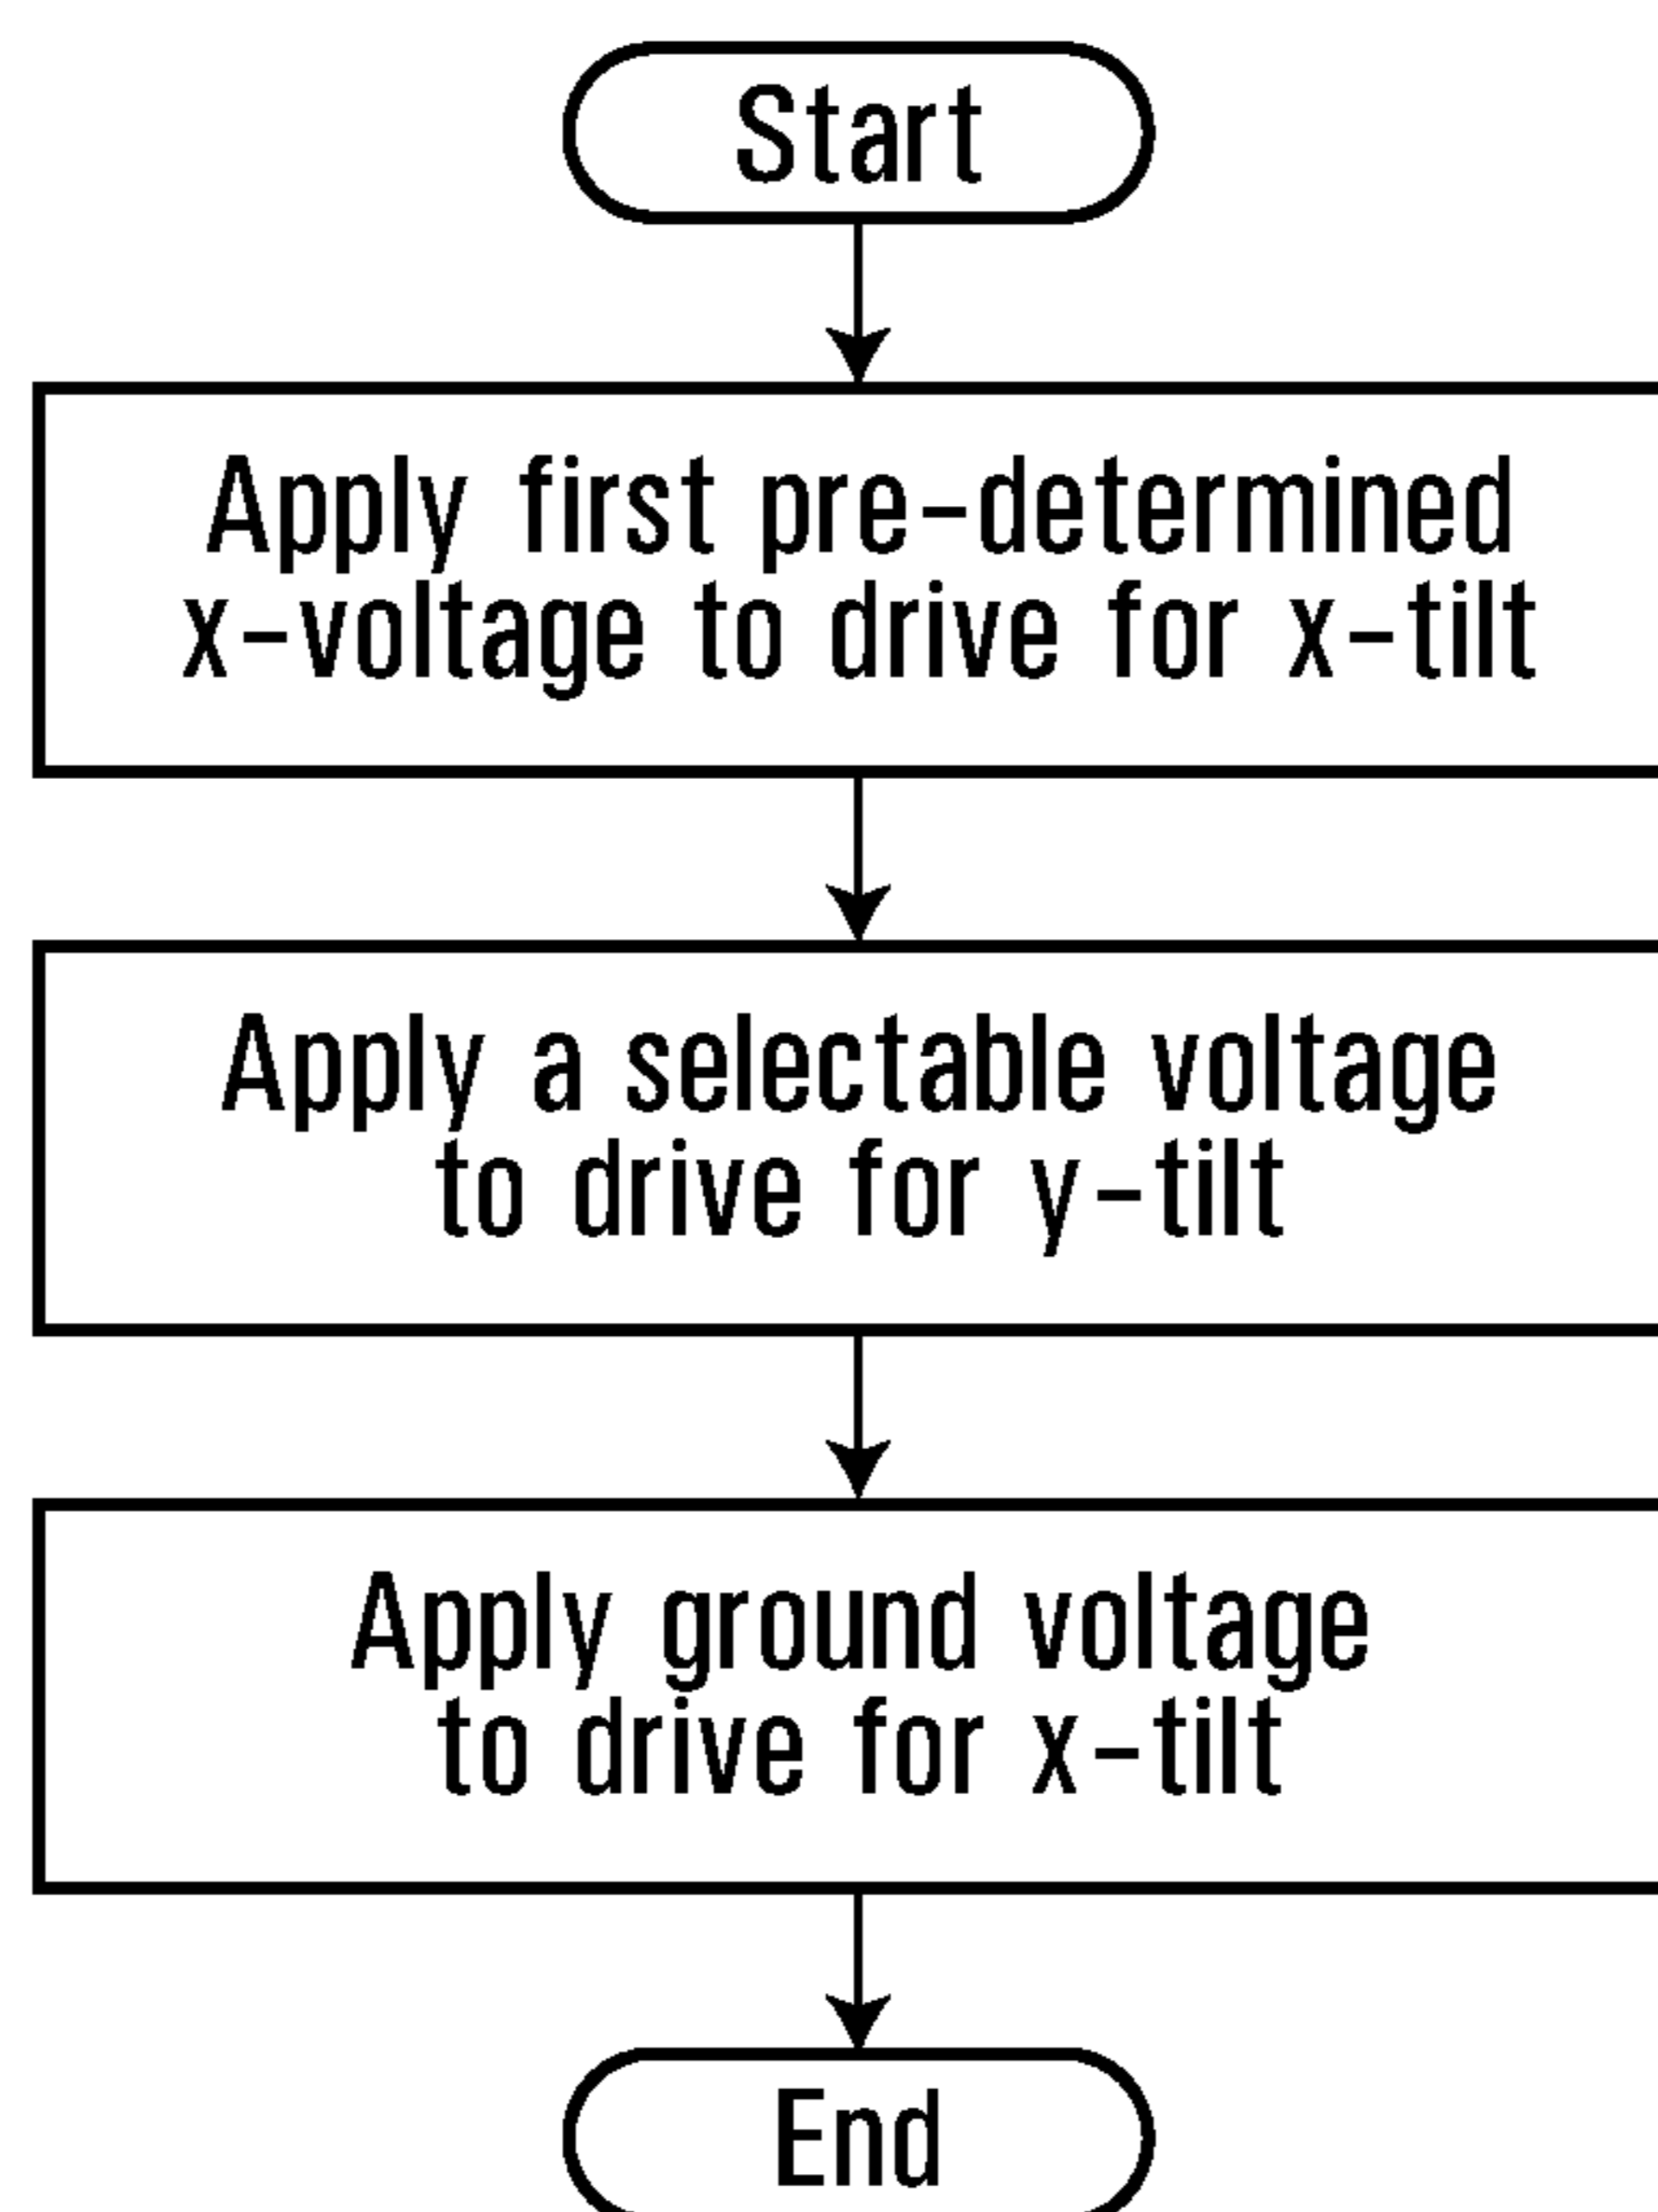 Start
Apply first pre-determined
x-voltage to drive for x-tilt
Apply a selectable voltage
to drive for y-tilt
Apply ground voltage
to drive for x-tilt
End